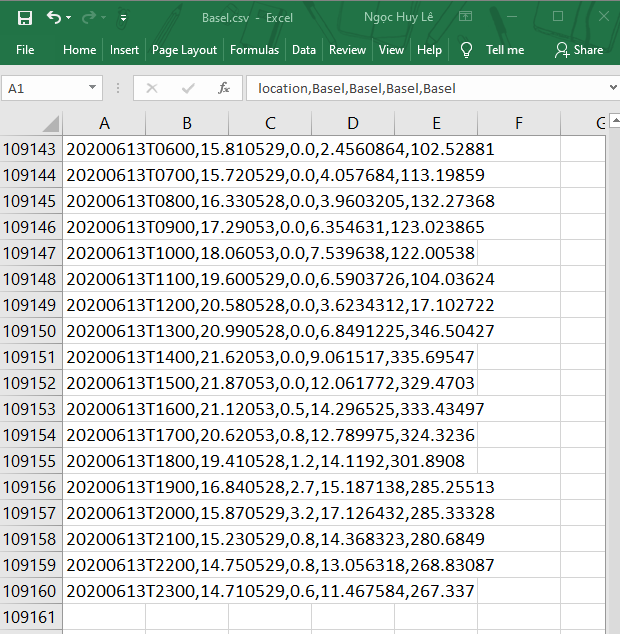 Basel.csv - Excel
Ngọc Huy Lê
File Home Insert Page Layout Formulas Data Review View Help Tell me Share
A1 fx location,Basel,Basel,Basel,Basel
A B C D E F G
109143 20200613T0600,15.810529,0.0,2.4560864,102.52881
109144 20200613T0700,15.720529,0.0,4.057684,113.19859
109145 20200613T0800,16.330528,0.0,3.9603205,132.27368
109146 20200613T0900,17.29053,0.0,6.354631,123.023865
109147 20200613T1000,18.06053,0.0,7.539638,122.00538
109148 20200613T1100,19.600529,0.0,6.5903726,104.03624
109149 20200613T1200,20.580528,0.0,3.6234312,17.102722
109150 20200613T1300,20.990528,0.0,6.8491225,346.50427
109151 20200613T1400,21.62053,0.0,9.061517,335.69547
109152 20200613T1500,21.87053,0.0,12.061772,329.4703
109153 20200613T1600,21.12053,0.5,14.296525,333.43497
109154 20200613T1700,20.62053,0.8,12.789975,324.3236
109155 20200613T1800,19.410528,1.2,14.1192,301.8908
109156 20200613T1900,16.840528,2.7,15.187138,285.25513
109157 20200613T2000,15.870529,3.2,17.126432,285.33328
109158 20200613T2100,15.230529,0.8,14.368323,280.6849
109159 20200613T2200,14.750529,0.8,13.056318,268.83087
109160 20200613T2300,14.710529,0.6,11.467584,267.337
109161